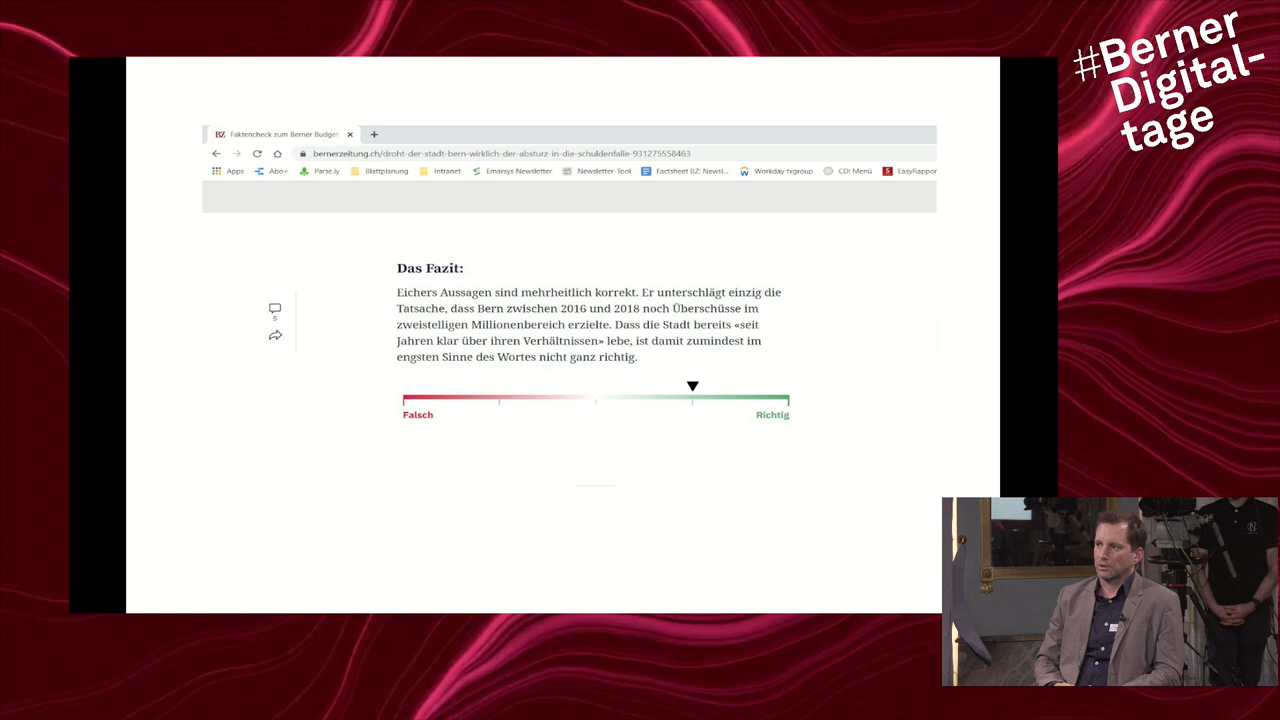 #Berner
Digital-
tage
BZ Faktencheck zum Berner Budget
bernerzeitung.ch/droht-der-stadt-bern-wirklich-der-absturz-in-die-schuldenfalle-931275558463
Apps Abo+ Parse.ly Blattplanung Intranet Emarsys Newsletter Newsletter-Tool Factsheet BZ: Newsl... Workday txgroup CD: Menü EasyRappor
Das Fazit:
Eichers Aussagen sind mehrheitlich korrekt. Er unterschlägt einzig die
Tatsache, dass Bern zwischen 2016 und 2018 noch Überschüsse im
zweistelligen Millionenbereich erzielte. Dass die Stadt bereits «seit
Jahren klar über ihren Verhältnissen» lebe, ist damit zumindest im
engsten Sinne des Wortes nicht ganz richtig.
5
Falsch Richtig